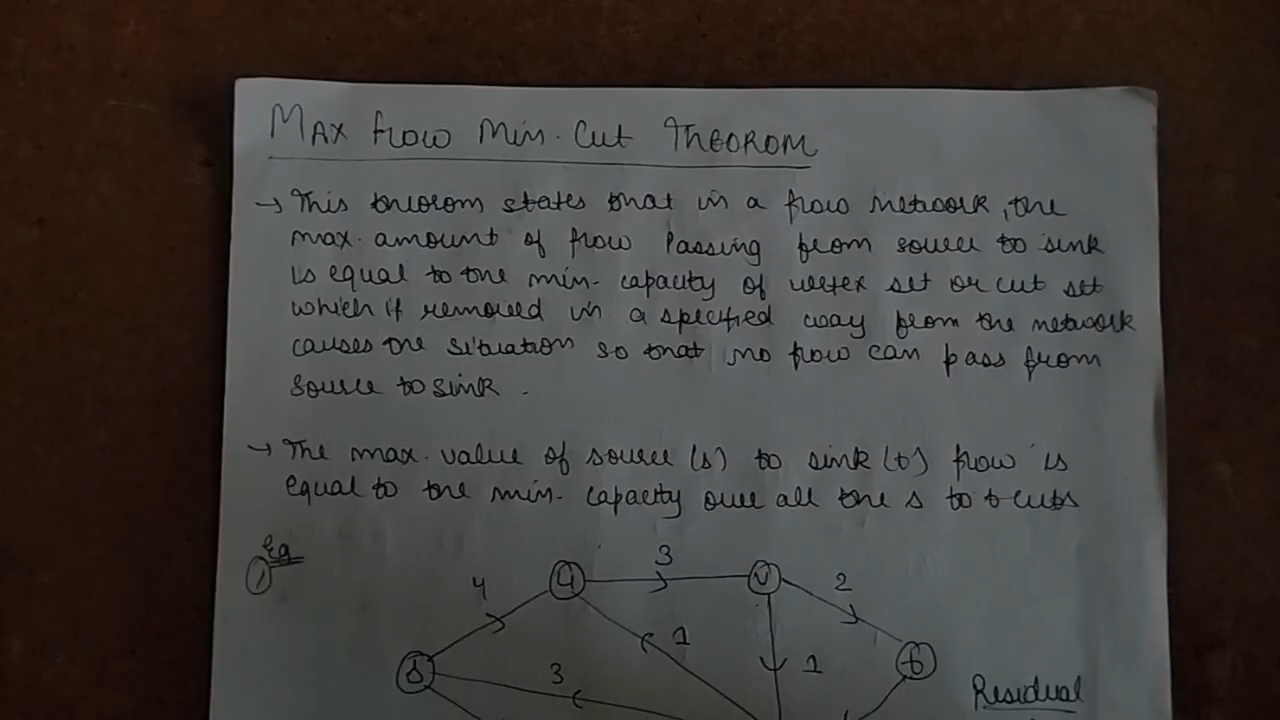 MAX flow Min. Cut THEOROM
→ This theorom states that in a flow network, the
max. amount of flow Passing from source to sink
is equal to the min. capacity of vertex set or cut set
which if removed in a specified way from the network
causes the situation so that no flow can pass from
source to sink.
→ The max. value of source (s) to sink (t) flow is
equal to the min. capacity over all the s to t cuts
Eg
1
3
4
u
v
2
1
1
s
3
t
Residual